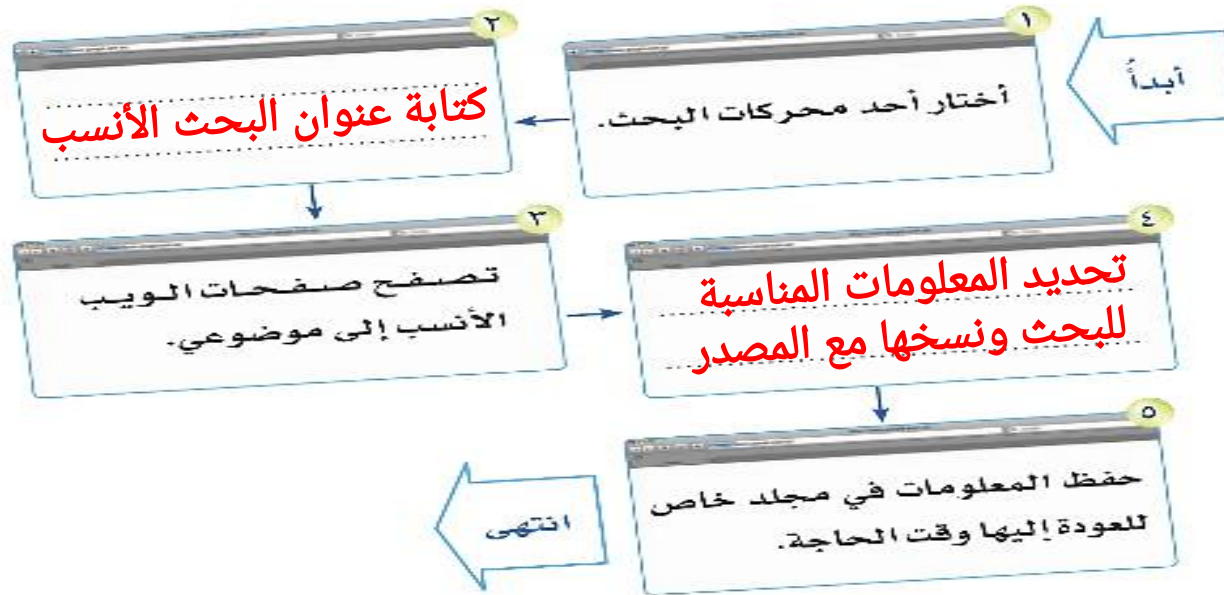 أبدأ
١
أختار أحد محركات البحث.
٢
كتابة عنوان البحث الأنسب
٣
تصفح صفحات الويب
الأنسب إلى موضوعي.
٤
تحديد المعلومات المناسبة
للبحث ونسخها مع المصدر
٥
حفظ المعلومات في مجلد خاص
للعودة إليها وقت الحاجة.
انتهى